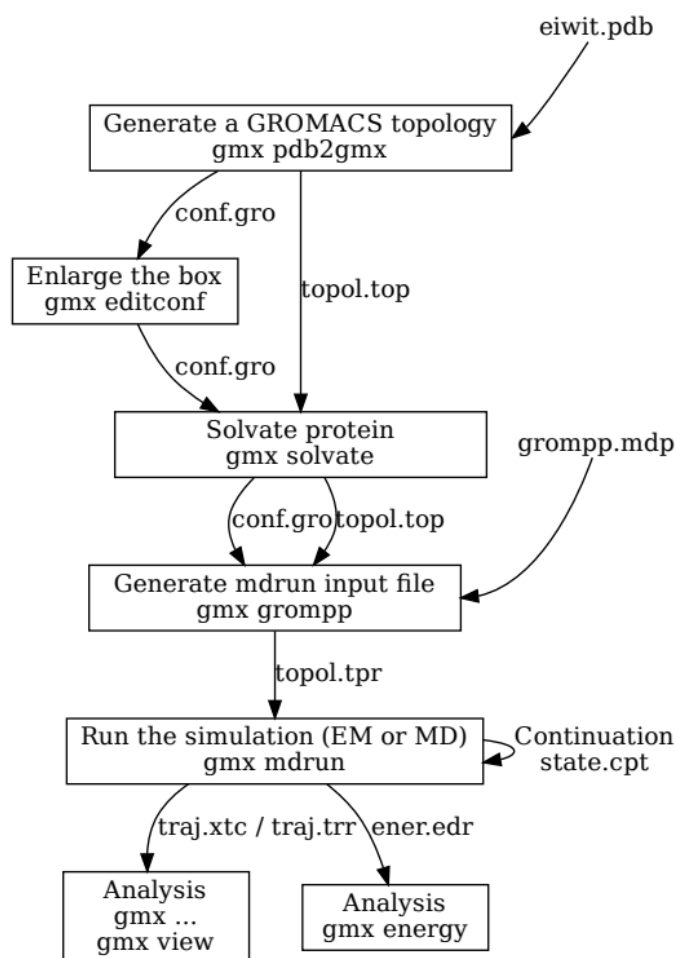 eiwit.pdb
Generate a GROMACS topology
gmx pdb2gmx
conf.gro
Enlarge the box
gmx editconf
topol.top
conf.gro
Solvate protein
gmx solvate
grompp.mdp
conf.gro
topol.top
Generate mdrun input file
gmx grompp
topol.tpr
Run the simulation (EM or MD)
gmx mdrun
Continuation
state.cpt
traj.xtc / traj.trr
ener.edr
Analysis
gmx ...
gmx view
Analysis
gmx energy